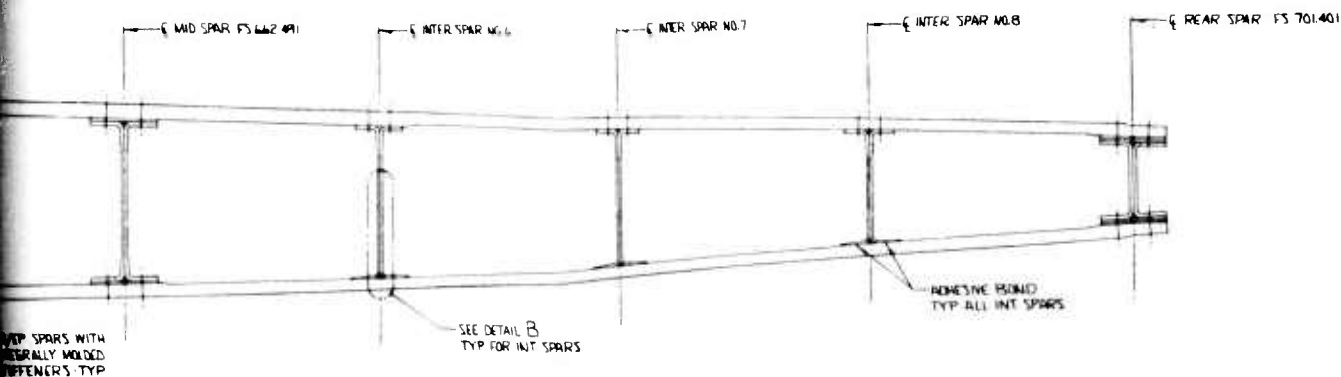 ℄ MID SPAR FS 662.491
℄ INTER SPAR NO.6
℄ INTER SPAR NO.7
℄ INTER SPAR NO.8
℄ REAR SPAR FS 701.401
SPARS WITH
MOLDED
TYP
SEE DETAIL B
TYP FOR INT SPARS
ADHESIVE BOND
TYP ALL INT SPARS